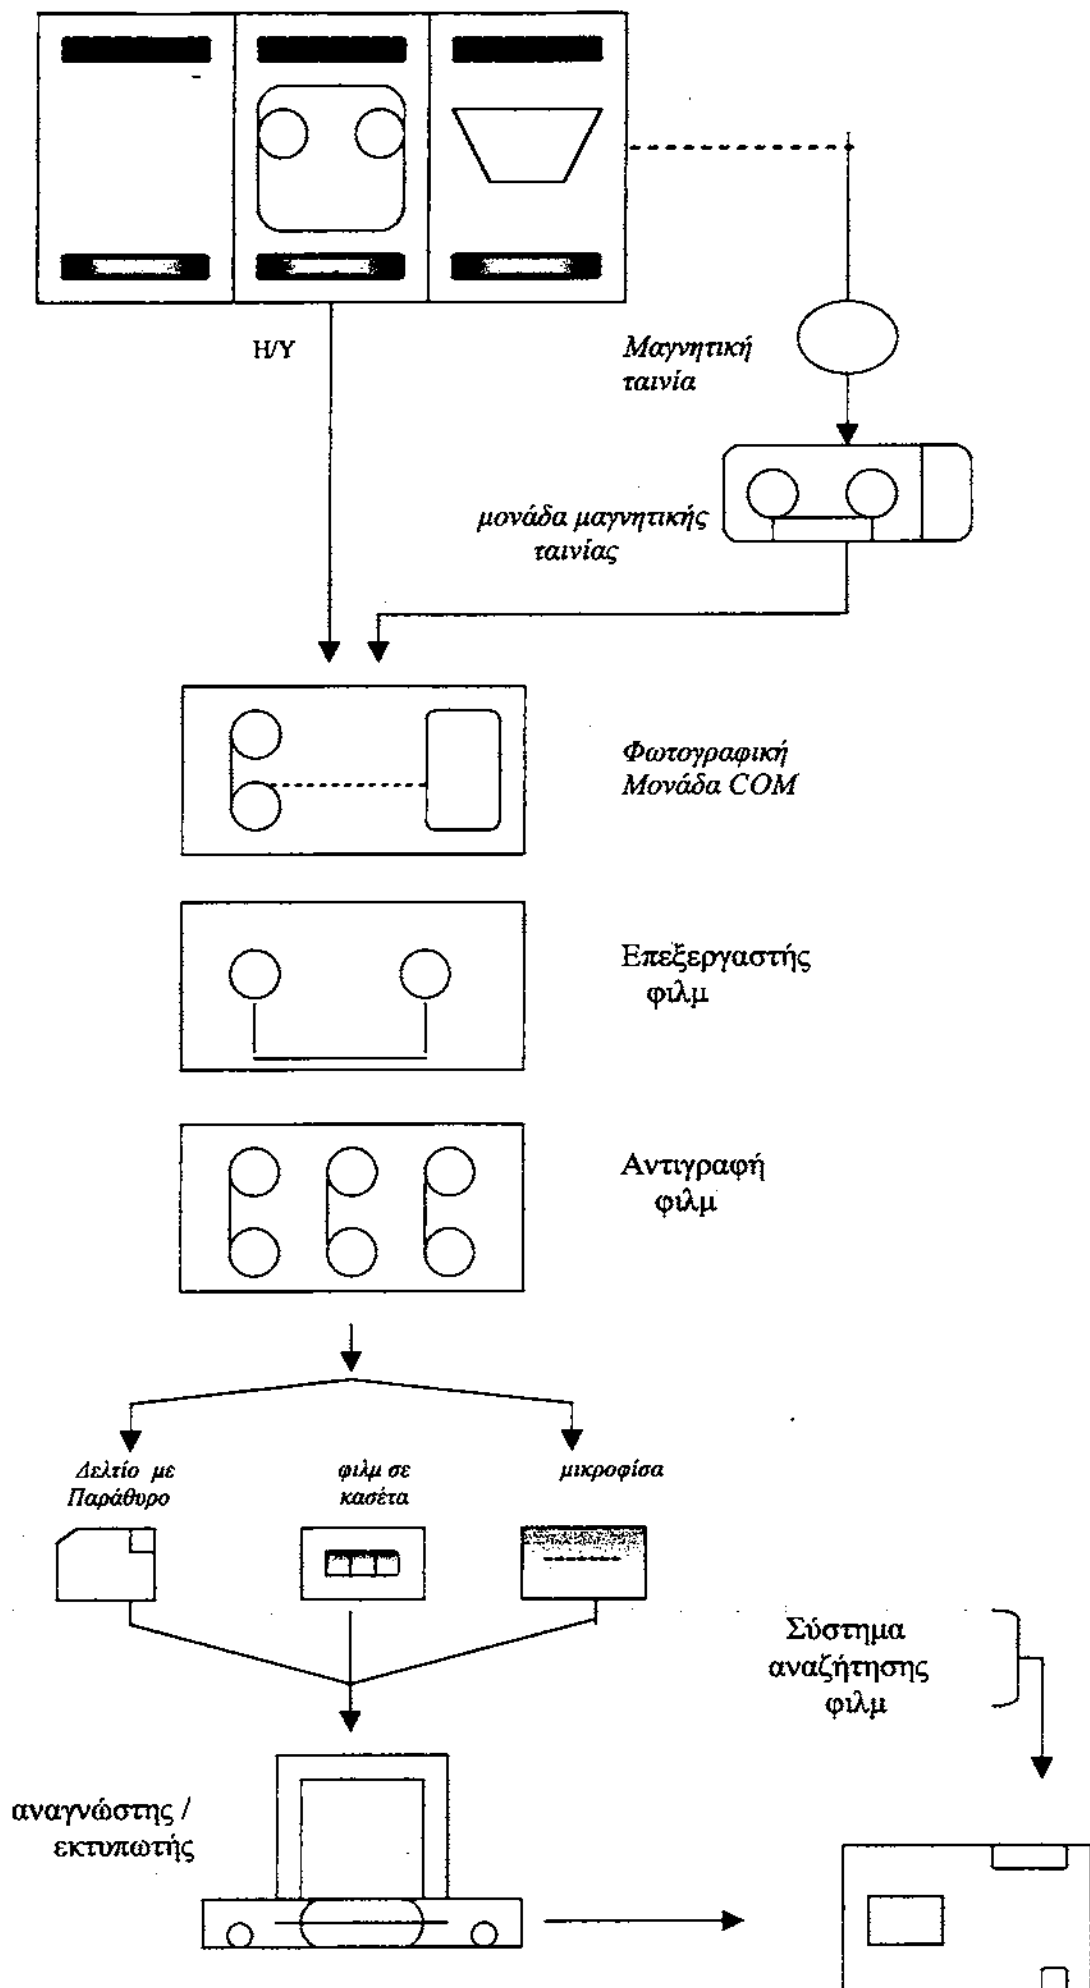 Η/Υ
Μαγνητική
ταινία
μονάδα μαγνητικής
ταινίας
Φωτογραφική
Μονάδα COM
Επεξεργαστής
φιλμ
Αντιγραφή
φιλμ
Δελτίο με
Παράθυρο
φιλμ σε
κασέτα
μικροφίσα
Σύστημα
αναζήτησης
φιλμ
αναγνώστης /
εκτυπωτής